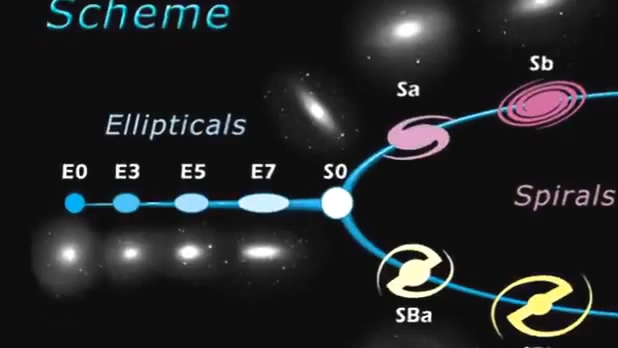 Scheme
Sb
Sa
Ellipticals
E0 E3 E5 E7 S0
Spirals
SBa